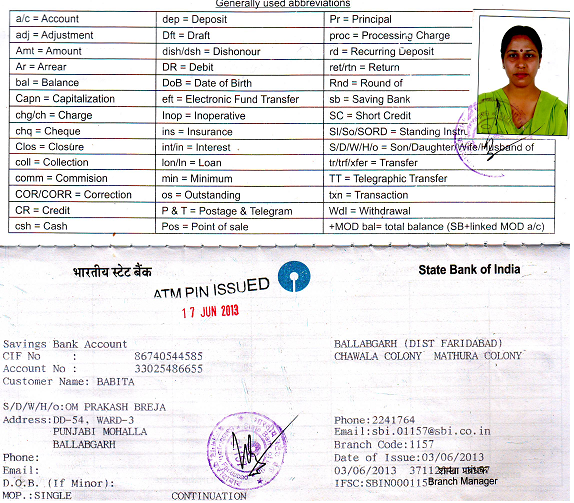 Generally used abbreviations
a/c = Account dep = Deposit Pr = Principal
adj = Adjustment Dft = Draft proc = Processing Charge
Amt = Amount dish/dsh = Dishonour rd = Recurring Deposit
Ar = Arrear DR = Debit ret/rtn = Return
bal = Balance DoB = Date of Birth Rnd = Round of
Capn = Capitalization eft = Electronic Fund Transfer sb = Saving Bank
chg/ch = Charge Inop = Inoperative SC = Short Credit
chq = Cheque ins = Insurance SI/So/SORD = Standing Instr
Clos = Closure int/in = Interest S/D/W/H/o = Son/Daughter/Wife/Husband of
coll = Collection lon/ln = Loan tr/trf/xfer = Transfer
comm = Commision min = Minimum TT = Telegraphic Transfer
COR/CORR = Correction os = Outstanding txn = Transaction
CR = Credit P & T = Postage & Telegram Wdl = Withdrawal
csh = Cash Pos = Point of sale +MOD bal= total balance (SB+linked MOD a/c)
भारतीय स्टेट बैंक State Bank of India
ATM PIN ISSUED
17 JUN 2013
Savings Bank Account BALLABGARH (DIST FARIDABAD)
CIF No : 86740544585 CHAWALA COLONY MATHURA COLONY
Account No : 33025486655
Customer Name: BABITA
S/D/W/H/o:OM PRAKASH BREJA
Address:DD-54, WARD-3 Phone:2241764
PUNJABI MOHALLA Email:sbi.01157@sbi.co.in
BALLABGARH Branch Code:1157
Phone: Date of Issue:03/06/2013
Email: 03/06/2013 शाखा प्रबंधक
D.O.B. (If Minor): IFSC:SBIN000115 Branch Manager
MOP.:SINGLE CONTINUATION